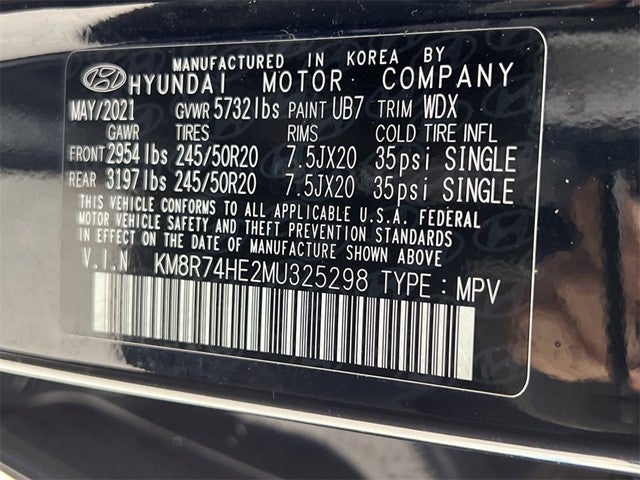 MANUFACTURED IN KOREA BY
HYUNDAI MOTOR COMPANY
MAY/2021 GVWR 5732lbs PAINT UB7 TRIM WDX
GAWR TIRES RIMS COLD TIRE INFL
FRONT 2954lbs 245/50R20 7.5JX20 35psi SINGLE
REAR 3197lbs 245/50R20 7.5JX20 35psi SINGLE
THIS VEHICLE CONFORMS TO ALL APPLICABLE U.S.A. FEDERAL
MOTOR VEHICLE SAFETY AND THEFT PREVENTION STANDARDS
IN EFFECT ON THE DATE OF MANUFACTURE SHOWN ABOVE.
V.I.N KM8R74HE2MU325298 TYPE: MPV